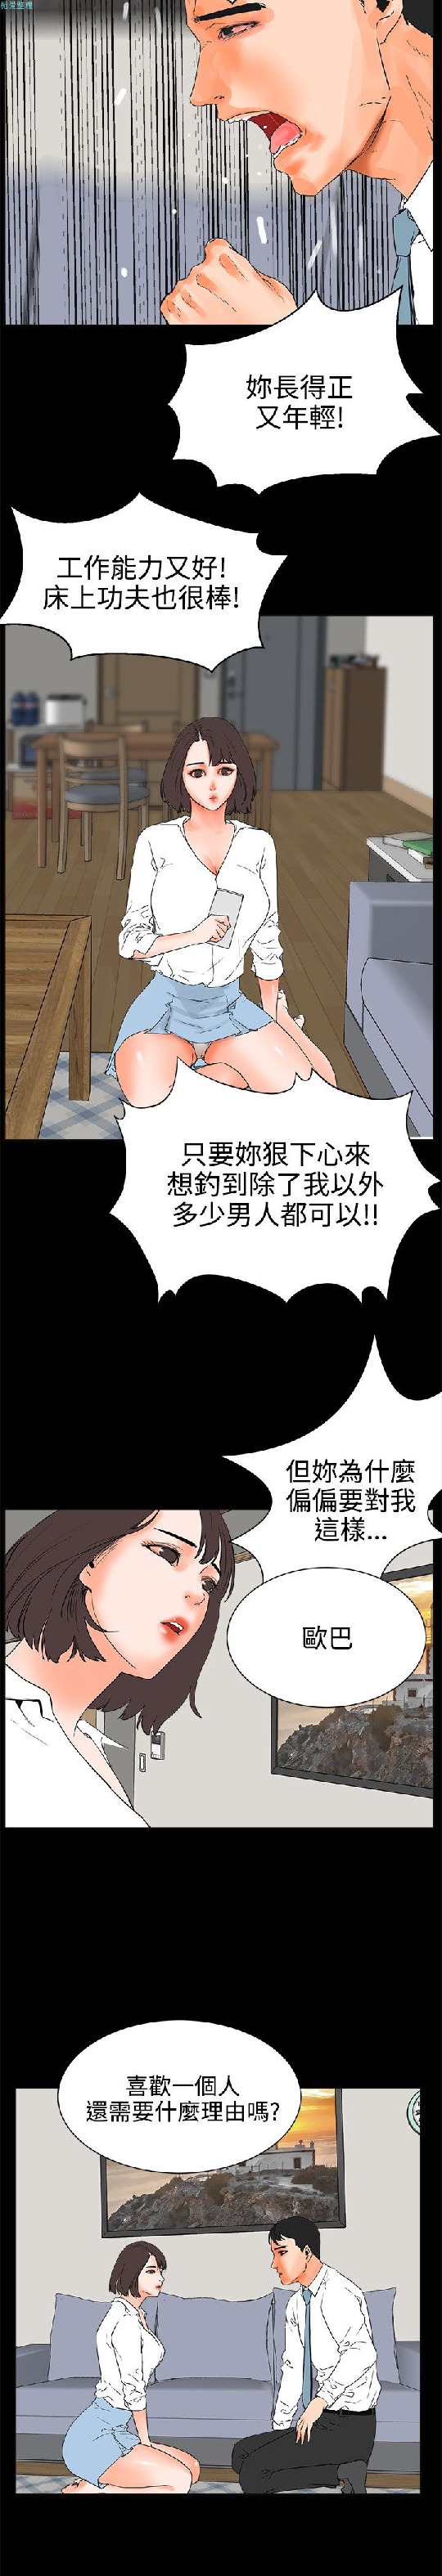 妳長得正
又年輕!
工作能力又好!
床上功夫也很棒!
只要妳狠下心來
想釣到除了我以外
多少男人都可以!!
但妳為什麼
偏偏要對我
這樣...
歐巴
喜歡一個人
還需要什麼理由嗎?